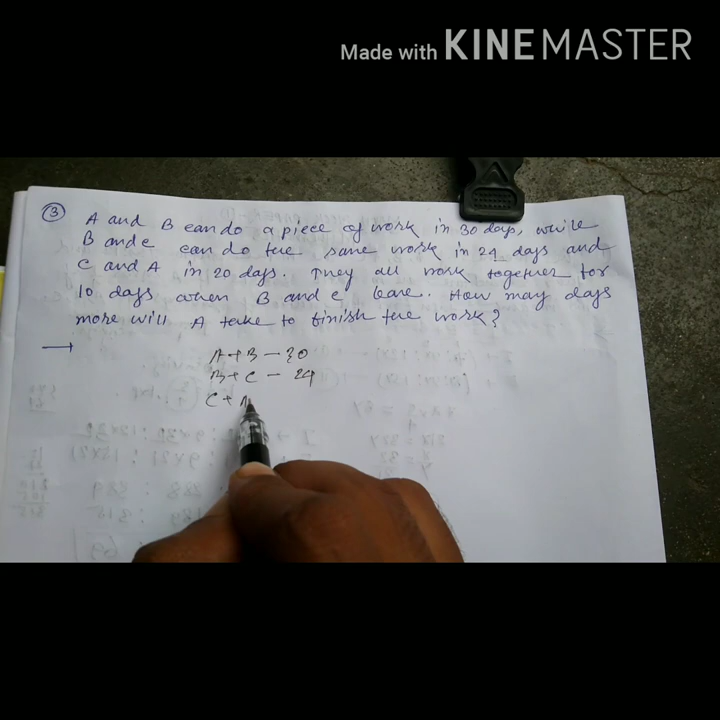 Made with KINEMASTER
③ A and B can do a piece of work in 30 days, while
B and C can do the same work in 24 days and
C and A in 20 days. They all work together for
10 days when B and C leave. How may days
more will A take to finish the work?
→ A+B — 30
B+C — 24
C+A